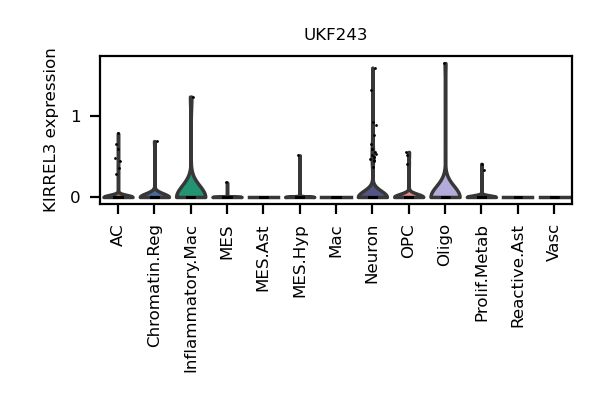 UKF243
KIRREL3 expression
1
0
AC
Chromatin.Reg
Inflammatory.Mac
MES
MES.Ast
MES.Hyp
Mac
Neuron
OPC
Oligo
Prolif.Metab
Reactive.Ast
Vasc